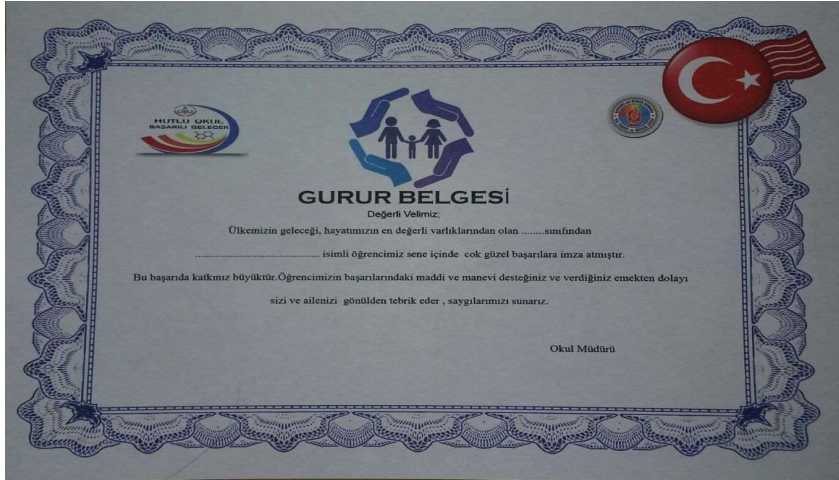 MUTLU OKUL
BAŞARILI GELECEK
GURUR BELGESİ
Değerli Velimiz;
Ülkemizin geleceği, hayatımızın en değerli varlıklarından olan ........sınıfından
.......................................... isimli öğrencimiz sene içinde cok güzel başarılara imza atmıştır.
Bu başarıda katkınız büyüktür.Öğrencimizin başarılarındaki maddi ve manevi desteğiniz ve verdiğiniz emekten dolayı
sizi ve ailenizi gönülden tebrik eder , saygılarımızı sunarız.
Okul Müdürü